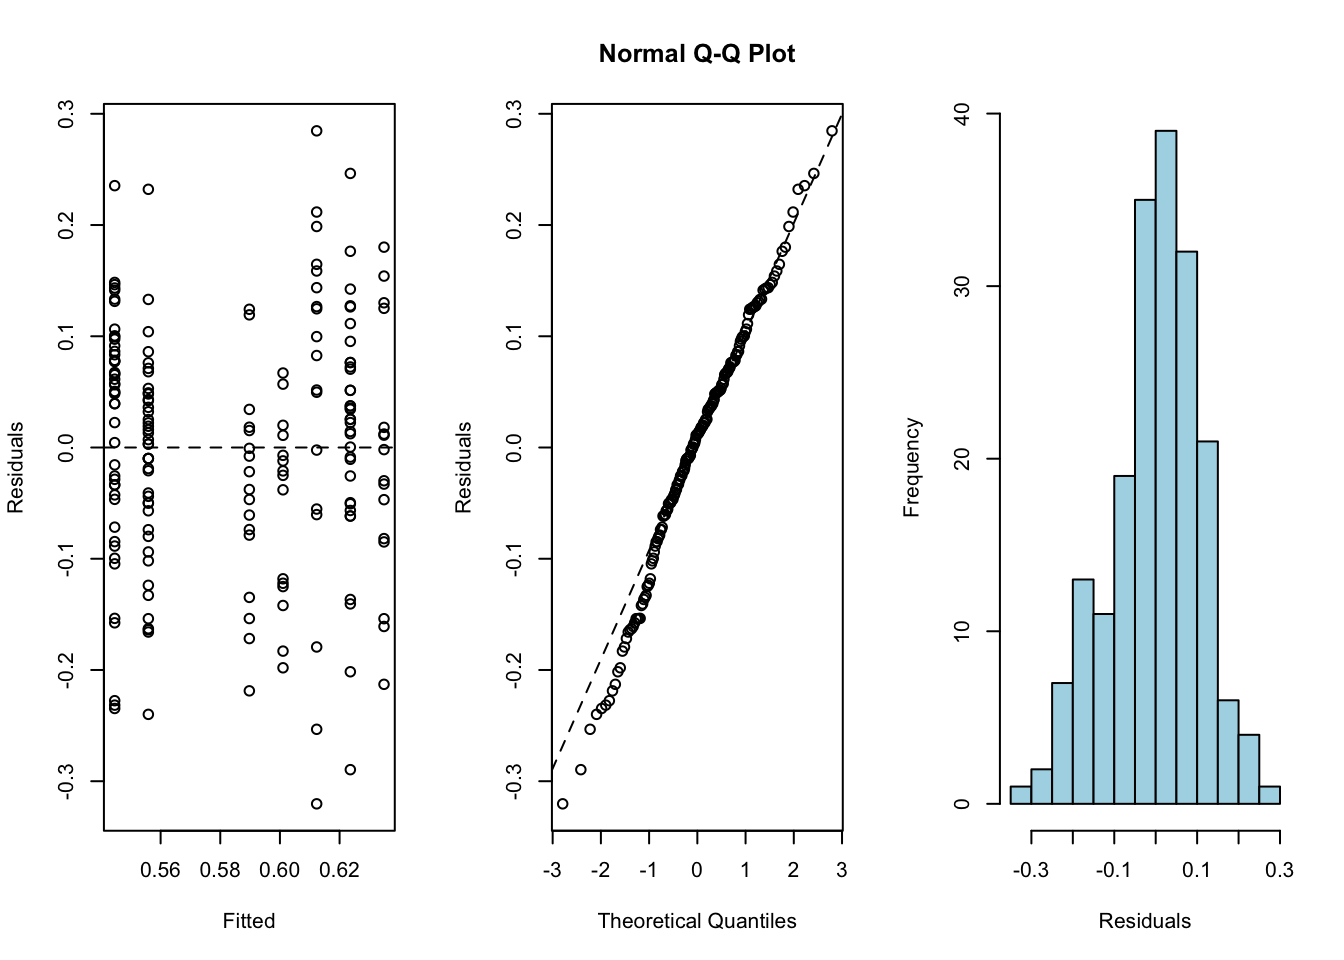 Normal Q-Q Plot
0.3
0.2
0.1
0.0
-0.1
-0.2
-0.3
Residuals
0.56 0.58 0.60 0.62
Fitted
0.3
0.2
0.1
0.0
-0.1
-0.2
-0.3
Residuals
-3 -2 -1 0 1 2 3
Theoretical Quantiles
40
30
20
10
0
Frequency
-0.3 -0.1 0.1 0.3
Residuals